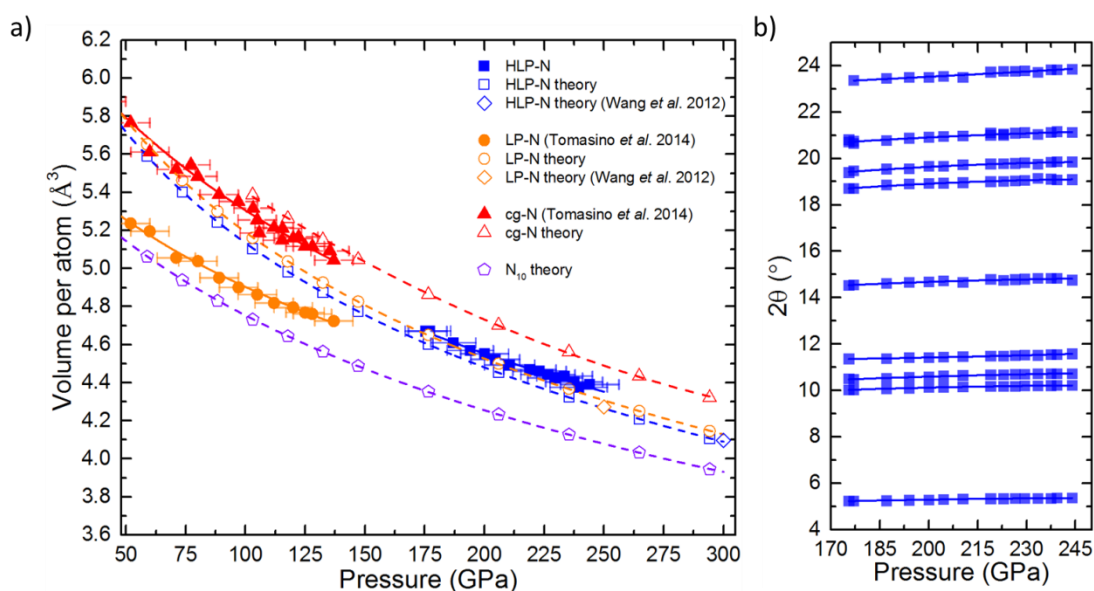 a)
6.2
6.0
5.8
5.6
5.4
5.2
5.0
4.8
4.6
4.4
4.2
4.0
3.8
3.6
Volume per atom (Å³)
50 75 100 125 150 175 200 225 250 275 300
Pressure (GPa)
HLP-N
HLP-N theory
HLP-N theory (Wang et al. 2012)
LP-N (Tomasino et al. 2014)
LP-N theory
LP-N theory (Wang et al. 2012)
cg-N (Tomasino et al. 2014)
cg-N theory
N₁₀ theory
b)
24
22
20
18
16
14
12
10
8
6
4
2θ (°)
170 185 200 215 230 245
Pressure (GPa)